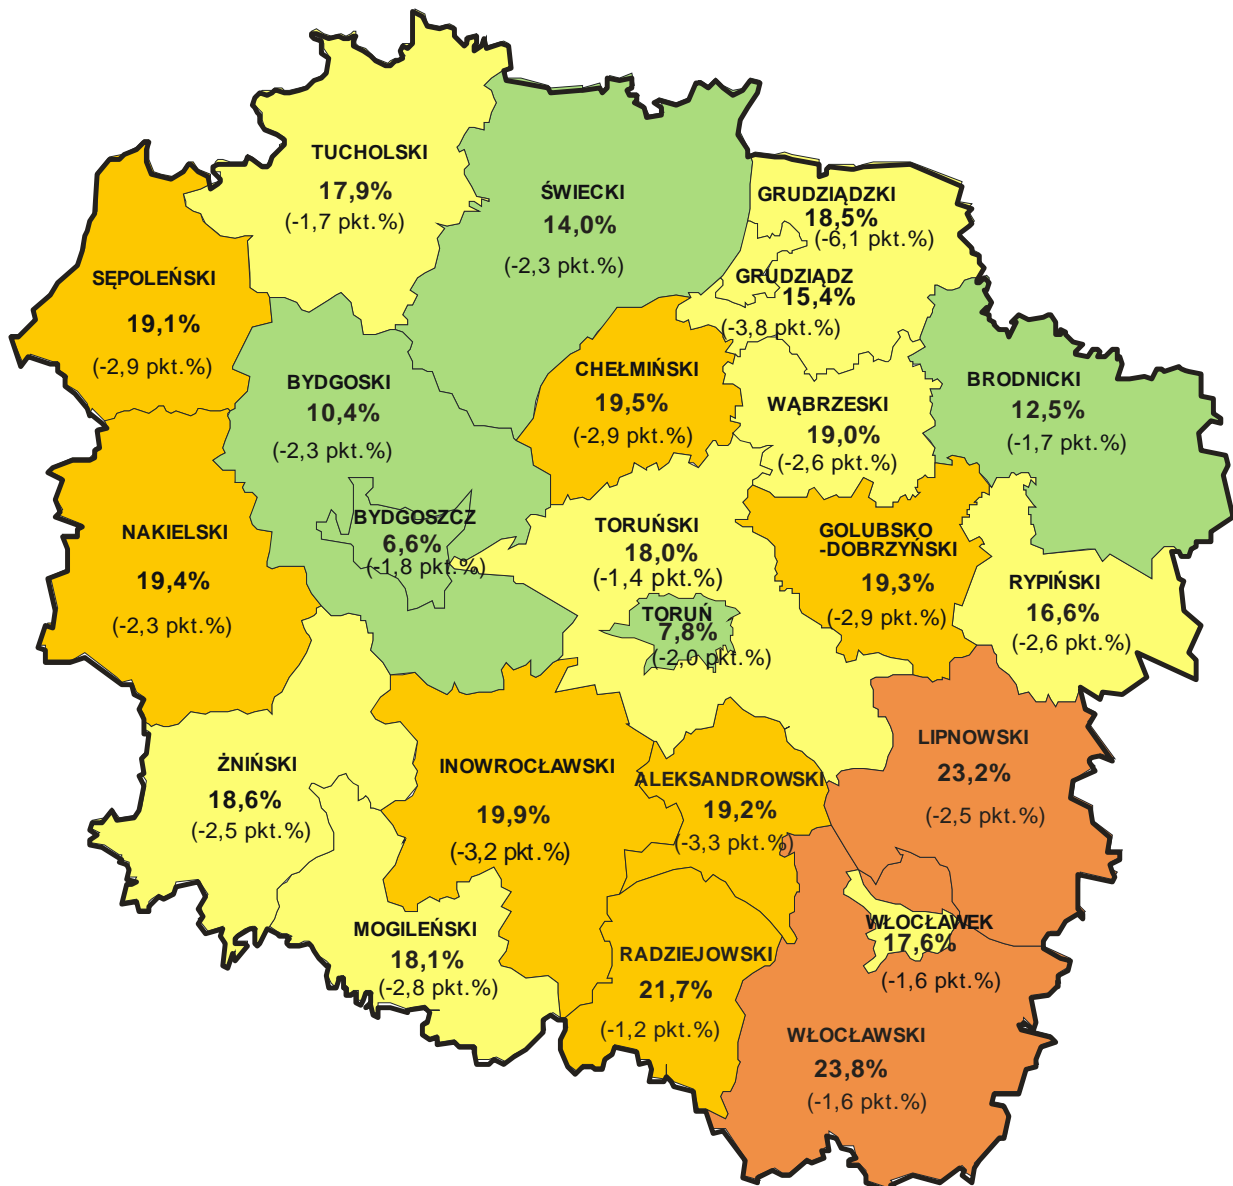 TUCHOLSKI
17,9%
(-1,7 pkt.%)
ŚWIECKI
14,0%
(-2,3 pkt.%)
GRUDZIĄDZKI
18,5%
(-6,1 pkt.%)
GRUDZIĄDZ
15,4%
(-3,8 pkt.%)
SĘPOLEŃSKI
19,1%
(-2,9 pkt.%)
BYDGOSKI
10,4%
(-2,3 pkt.%)
CHEŁMIŃSKI
19,5%
(-2,9 pkt.%)
WĄBRZESKI
19,0%
(-2,6 pkt.%)
BRODNICKI
12,5%
(-1,7 pkt.%)
NAKIELSKI
19,4%
(-2,3 pkt.%)
BYDGOSZCZ
6,6%
(-1,8 pkt.%)
TORUŃSKI
18,0%
(-1,4 pkt.%)
TORUŃ
7,8%
(-2,0 pkt.%)
GOLUBSKO
-DOBRZYŃSKI
19,3%
(-2,9 pkt.%)
RYPIŃSKI
16,6%
(-2,6 pkt.%)
ŻNIŃSKI
18,6%
(-2,5 pkt.%)
INOWROCŁAWSKI
19,9%
(-3,2 pkt.%)
ALEKSANDROWSKI
19,2%
(-3,3 pkt.%)
LIPNOWSKI
23,2%
(-2,5 pkt.%)
MOGILEŃSKI
18,1%
(-2,8 pkt.%)
RADZIEJOWSKI
21,7%
(-1,2 pkt.%)
WŁOCŁAWEK
17,6%
(-1,6 pkt.%)
WŁOCŁAWSKI
23,8%
(-1,6 pkt.%)